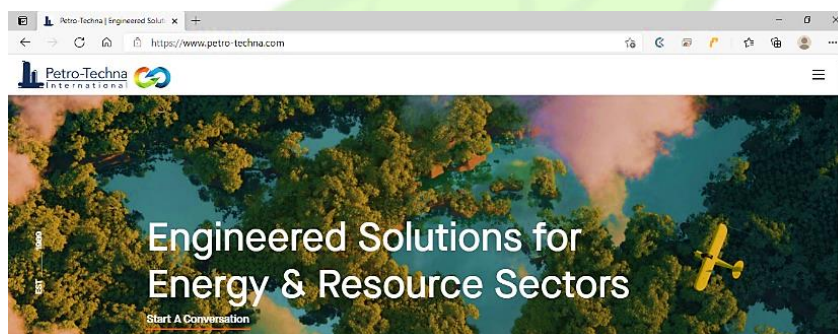 Petro-Techna | Engineered Soluti
https://www.petro-techna.com
Petro-Techna
International
Engineered Solutions for
Energy & Resource Sectors
Start A Conversation
EST